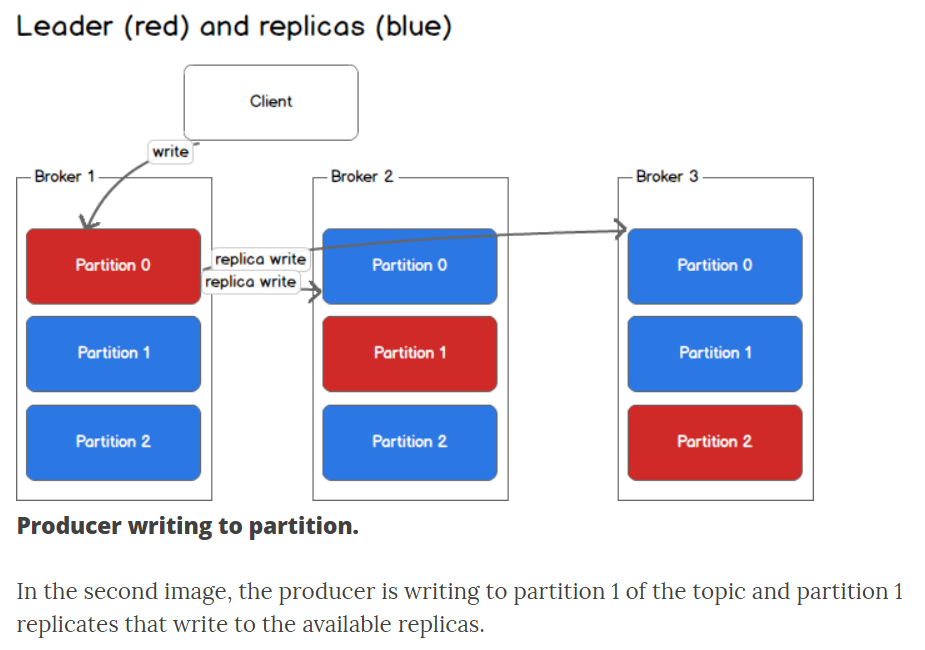 Leader (red) and replicas (blue)
Client
write
Broker 1
Broker 2
Broker 3
Partition 0
replica write
replica write
Partition 0
Partition 0
Partition 1
Partition 1
Partition 1
Partition 2
Partition 2
Partition 2
Producer writing to partition.
In the second image, the producer is writing to partition 1 of the topic and partition 1
replicates that write to the available replicas.